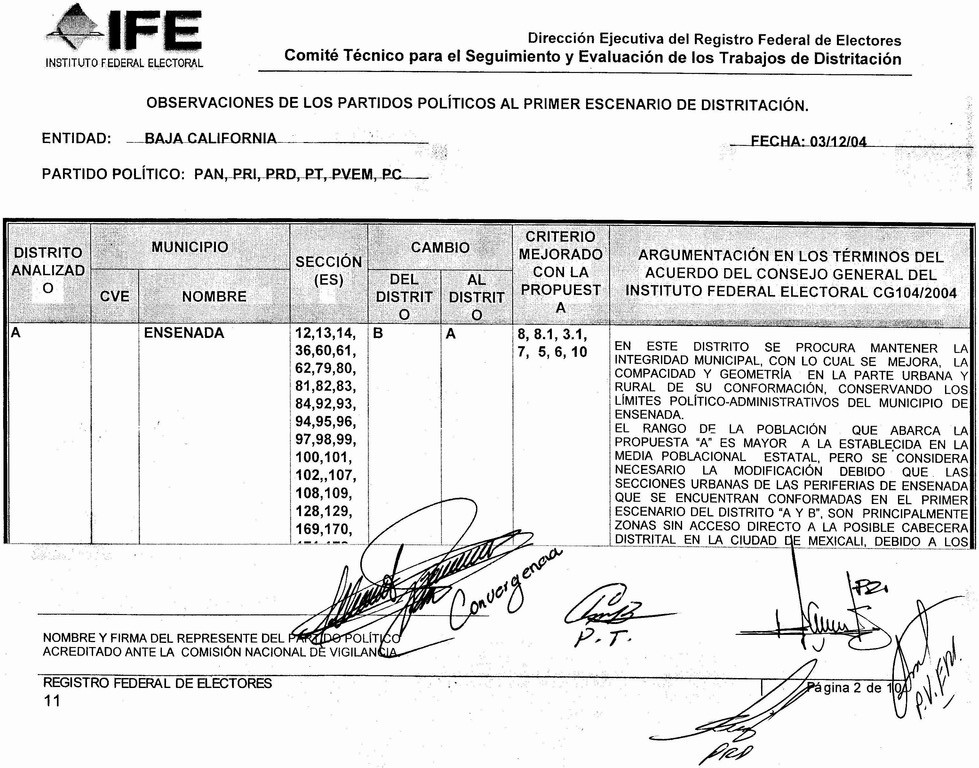 IFE
INSTITUTO FEDERAL ELECTORAL
Dirección Ejecutiva del Registro Federal de Electores
Comité Técnico para el Seguimiento y Evaluación de los Trabajos de Distritación
OBSERVACIONES DE LOS PARTIDOS POLÍTICOS AL PRIMER ESCENARIO DE DISTRITACIÓN.
ENTIDAD: BAJA CALIFORNIA
FECHA: 03/12/04
PARTIDO POLÍTICO: PAN, PRI, PRD, PT, PVEM, PC
DISTRITO
ANALIZAD
O
MUNICIPIO
CVE
NOMBRE
SECCIÓN
(ES)
CAMBIO
DEL
DISTRIT
O
AL
DISTRIT
O
CRITERIO
MEJORADO
CON LA
PROPUEST
A
ARGUMENTACIÓN EN LOS TÉRMINOS DEL
ACUERDO DEL CONSEJO GENERAL DEL
INSTITUTO FEDERAL ELECTORAL CG104/2004
A
ENSENADA
12,13,14,
36,60,61,
62,79,80,
81,82,83,
84,92,93,
94,95,96,
97,98,99,
100,101,
102,,107,
108,109,
128,129,
169,170,
B
A
8, 8.1, 3.1,
7, 5, 6, 10
EN ESTE DISTRITO SE PROCURA MANTENER LA
INTEGRIDAD MUNICIPAL, CON LO CUAL SE MEJORA, LA
COMPACIDAD Y GEOMETRÍA EN LA PARTE URBANA Y
RURAL DE SU CONFORMACIÓN, CONSERVANDO LOS
LÍMITES POLÍTICO-ADMINISTRATIVOS DEL MUNICIPIO DE
ENSENADA.
EL RANGO DE LA POBLACIÓN QUE ABARCA LA
PROPUESTA "A" ES MAYOR A LA ESTABLECIDA EN LA
MEDIA POBLACIONAL ESTATAL, PERO SE CONSIDERA
NECESARIO LA MODIFICACIÓN DEBIDO QUE LAS
SECCIONES URBANAS DE LAS PERIFERIAS DE ENSENADA
QUE SE ENCUENTRAN CONFORMADAS EN EL PRIMER
ESCENARIO DEL DISTRITO "A Y B", SON PRINCIPALMENTE
ZONAS SIN ACCESO DIRECTO A LA POSIBLE CABECERA
DISTRITAL EN LA CIUDAD DE MEXICALI, DEBIDO A LOS
Convergencia
P.T.
P.V.E.M.
PRD
NOMBRE Y FIRMA DEL REPRESENTE DEL PARTIDO POLÍTICO
ACREDITADO ANTE LA COMISIÓN NACIONAL DE VIGILANCIA.
REGISTRO FEDERAL DE ELECTORES
11
Página 2 de 10